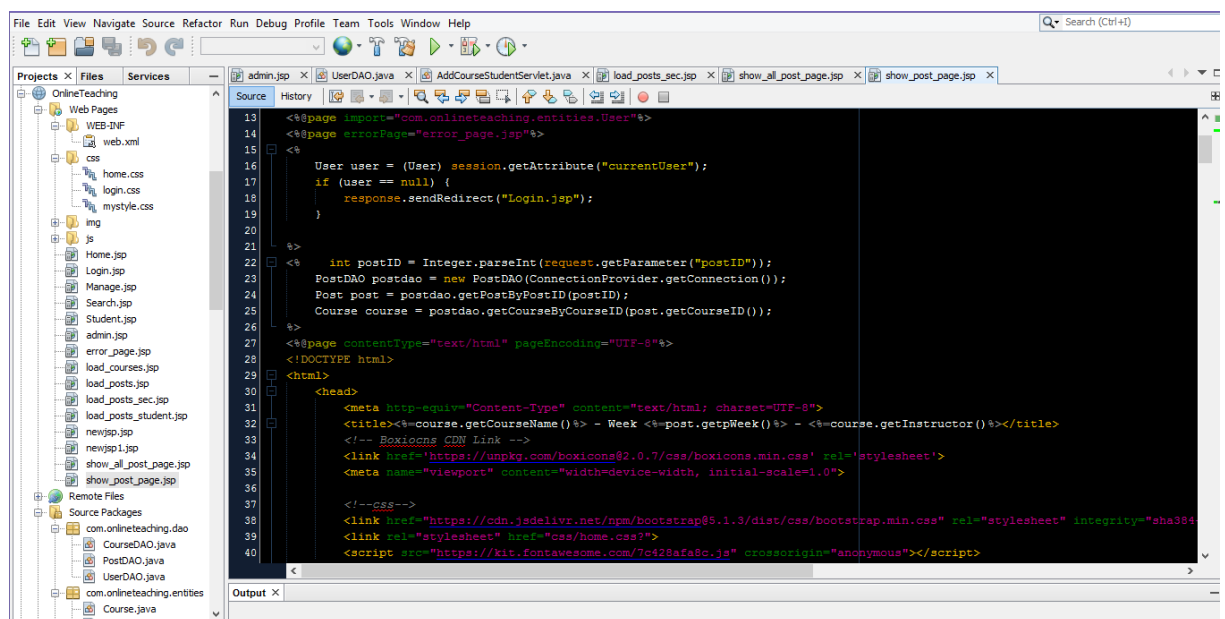 File Edit View Navigate Source Refactor Run Debug Profile Team Tools Window Help
Search (Ctrl+I)
Projects × Files Services
admin.jsp × UserDAO.java × AddCourseStudentServlet.java × load_posts_sec.jsp × show_all_post_page.jsp × show_post_page.jsp ×
Source History
OnlineTeaching
Web Pages
WEB-INF
web.xml
css
home.css
login.css
mystyle.css
img
js
Home.jsp
Login.jsp
Manage.jsp
Search.jsp
Student.jsp
admin.jsp
error_page.jsp
load_courses.jsp
load_posts.jsp
load_posts_sec.jsp
load_posts_student.jsp
newjsp.jsp
newjsp1.jsp
show_all_post_page.jsp
show_post_page.jsp
Remote Files
Source Packages
com.onlineteaching.dao
CourseDAO.java
PostDAO.java
UserDAO.java
com.onlineteaching.entities
Course.java
13 <%@page import="com.onlineteaching.entities.User"%>
14 <%@page errorPage="error_page.jsp"%>
15 <%
16 User user = (User) session.getAttribute("currentUser");
17 if (user == null) {
18 response.sendRedirect("Login.jsp");
19 }
20
21 %>
22 <% int postID = Integer.parseInt(request.getParameter("postID"));
23 PostDAO postdao = new PostDAO(ConnectionProvider.getConnection());
24 Post post = postdao.getPostByPostID(postID);
25 Course course = postdao.getCourseByCourseID(post.getCourseID());
26 %>
27 <%@page contentType="text/html" pageEncoding="UTF-8"%>
28 <!DOCTYPE html>
29 <html>
30 <head>
31 <meta http-equiv="Content-Type" content="text/html; charset=UTF-8">
32 <title><%=course.getCourseName()%> - Week <%=post.getpWeek()%> - <%=course.getInstructor()%></title>
33 <!-- Boxiocns CDN Link -->
34 <link href='https://unpkg.com/boxicons@2.0.7/css/boxicons.min.css' rel='stylesheet'>
35 <meta name="viewport" content="width=device-width, initial-scale=1.0">
36
37 <!--css-->
38 <link href="https://cdn.jsdelivr.net/npm/bootstrap@5.1.3/dist/css/bootstrap.min.css" rel="stylesheet" integrity="sha384-
39 <link rel="stylesheet" href="css/home.css?">
40 <script src="https://kit.fontawesome.com/7c428afa8c.js" crossorigin="anonymous"></script>
Output ×